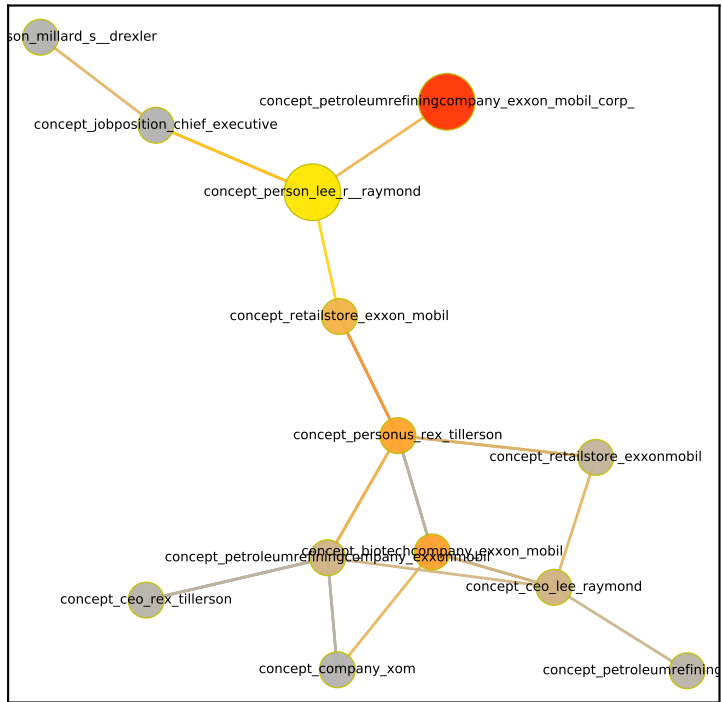 son_millard_s__drexler
concept_petroleumrefiningcompany_exxon_mobil_corp_
concept_jobposition_chief_executive
concept_person_lee_r__raymond
concept_retailstore_exxon_mobil
concept_personus_rex_tillerson
concept_retailstore_exxonmobil
concept_biotechcompany_exxon_mobil
concept_petroleumrefiningcompany_exxonmobil
concept_ceo_lee_raymond
concept_ceo_rex_tillerson
concept_company_xom
concept_petroleumrefining